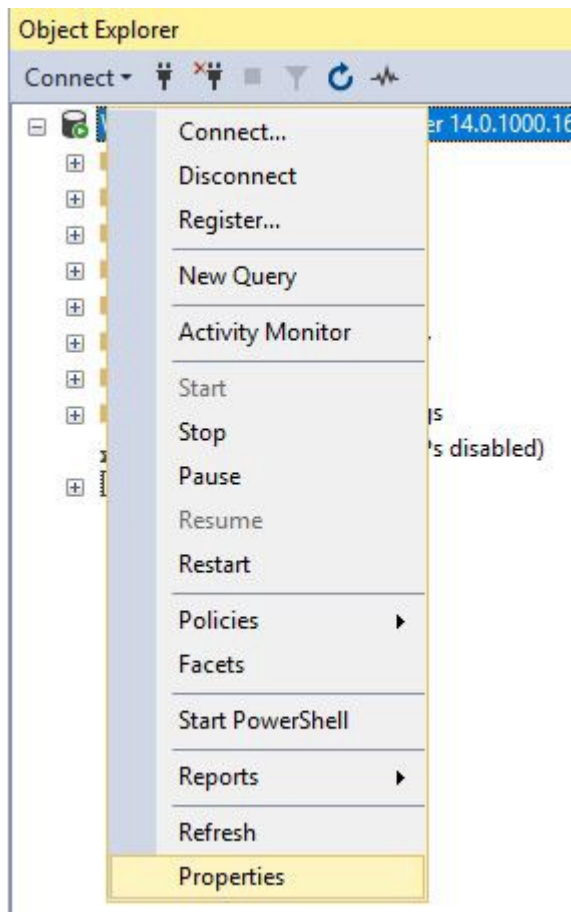 Object Explorer
Connect
er 14.0.1000.16
Connect...
Disconnect
Register...
New Query
Activity Monitor
Start
Stop
gs
Pause
's disabled)
Resume
Restart
Policies
Facets
Start PowerShell
Reports
Refresh
Properties